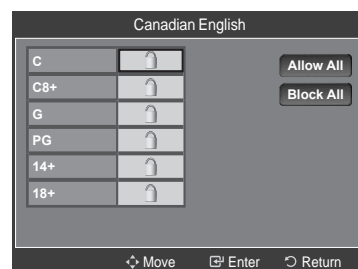 Canadian English
C
Allow All
C8+
Block All
G
PG
14+
18+
Move Enter Return